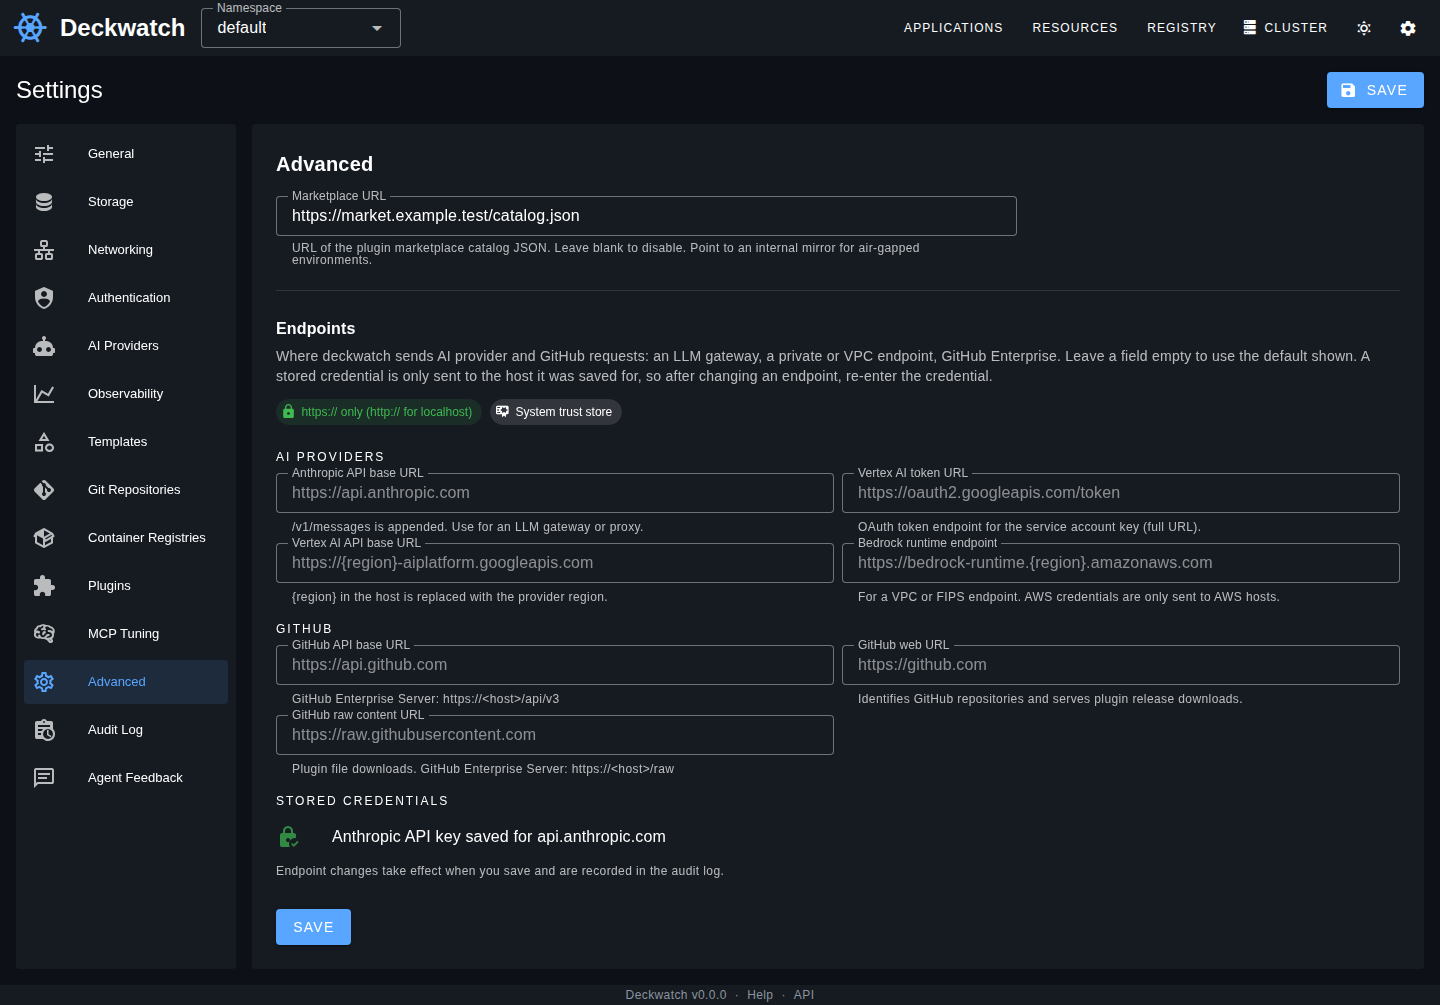 Deckwatch
Namespace
default
APPLICATIONS
RESOURCES
REGISTRY
CLUSTER
Settings
SAVE
General
Storage
Networking
Authentication
AI Providers
Observability
Templates
Git Repositories
Container Registries
Plugins
MCP Tuning
Advanced
Audit Log
Agent Feedback
Advanced
Marketplace URL
https://market.example.test/catalog.json
URL of the plugin marketplace catalog JSON. Leave blank to disable. Point to an internal mirror for air-gapped
environments.
Endpoints
Where deckwatch sends AI provider and GitHub requests: an LLM gateway, a private or VPC endpoint, GitHub Enterprise. Leave a field empty to use the default shown. A
stored credential is only sent to the host it was saved for, so after changing an endpoint, re-enter the credential.
https:// only (http:// for localhost)
System trust store
AI PROVIDERS
Anthropic API base URL
https://api.anthropic.com
/v1/messages is appended. Use for an LLM gateway or proxy.
Vertex AI token URL
https://oauth2.googleapis.com/token
OAuth token endpoint for the service account key (full URL).
Vertex AI API base URL
https://{region}-aiplatform.googleapis.com
{region} in the host is replaced with the provider region.
Bedrock runtime endpoint
https://bedrock-runtime.{region}.amazonaws.com
For a VPC or FIPS endpoint. AWS credentials are only sent to AWS hosts.
GITHUB
GitHub API base URL
https://api.github.com
GitHub Enterprise Server: https://<host>/api/v3
GitHub web URL
https://github.com
Identifies GitHub repositories and serves plugin release downloads.
GitHub raw content URL
https://raw.githubusercontent.com
Plugin file downloads. GitHub Enterprise Server: https://<host>/raw
STORED CREDENTIALS
Anthropic API key saved for api.anthropic.com
Endpoint changes take effect when you save and are recorded in the audit log.
SAVE
Deckwatch v0.0.0 · Help · API